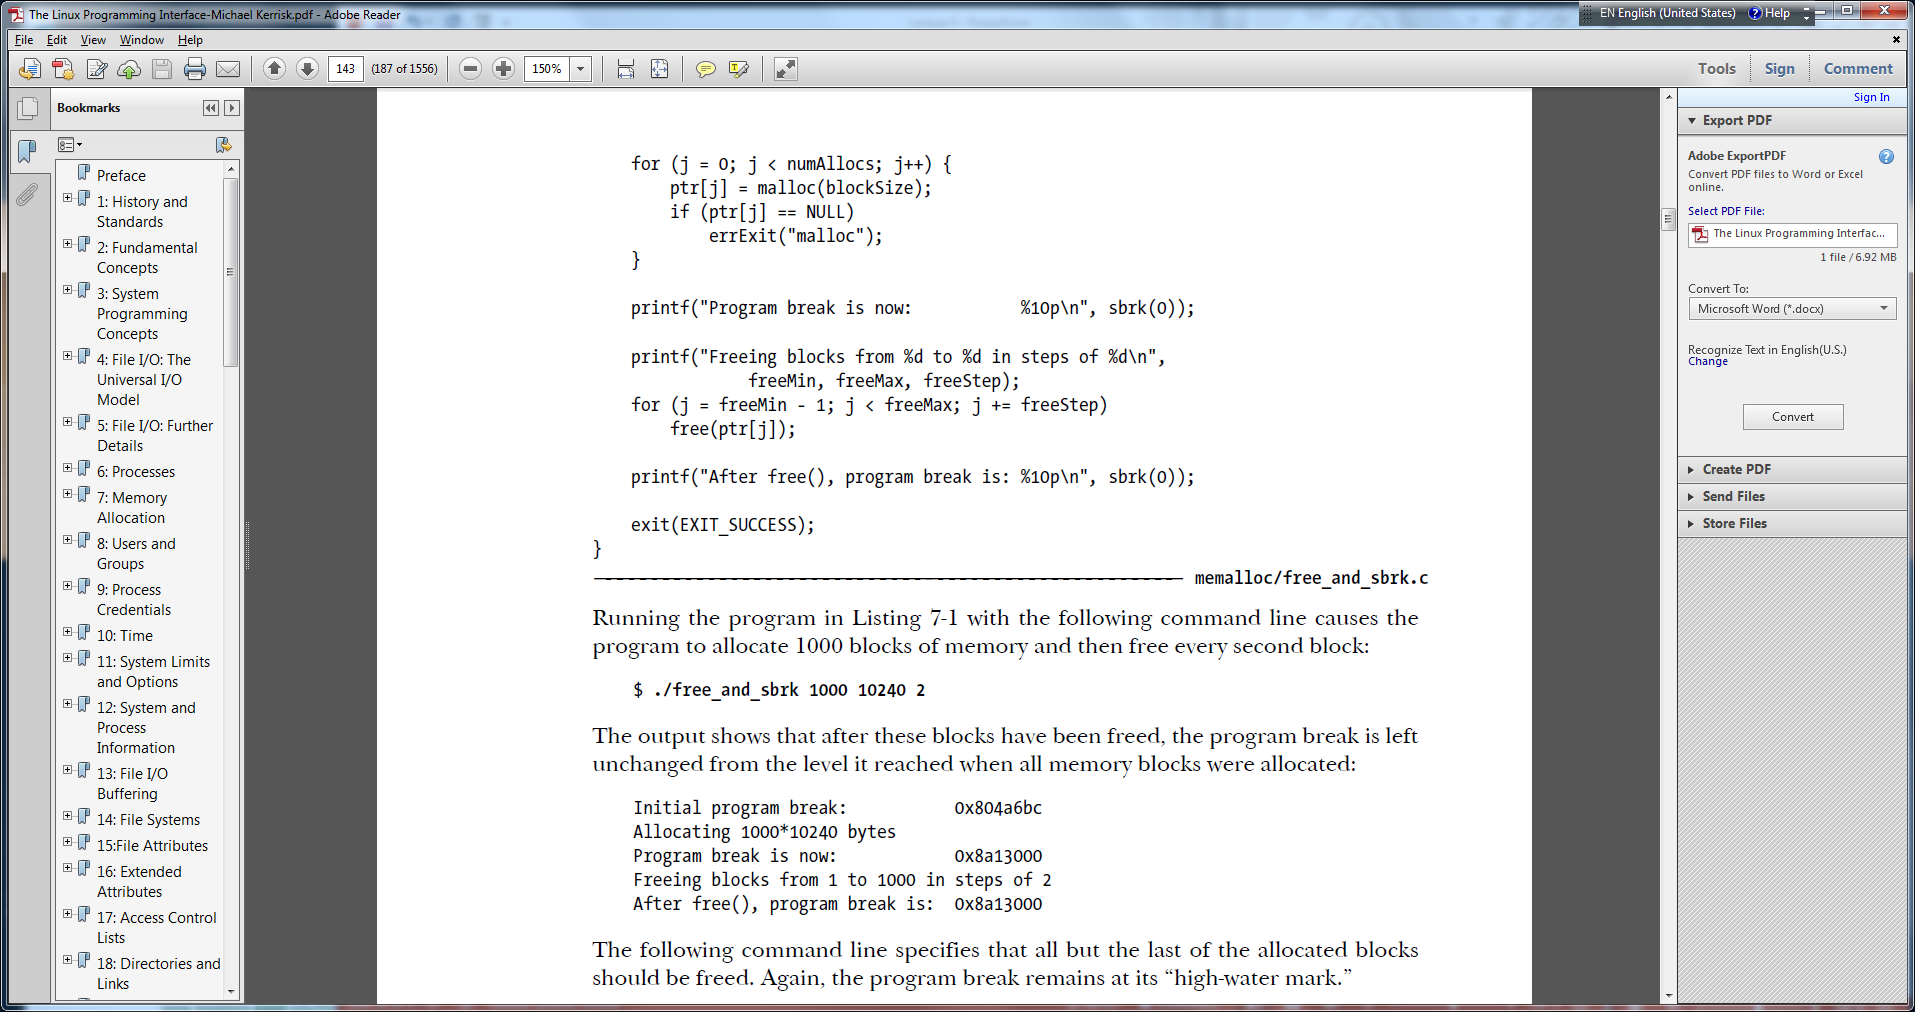 The Linux Programming Interface-Michael Kerrisk.pdf - Adobe Reader
EN English (United States) Help
File Edit View Window Help
143 (187 of 1556) 150% Tools Sign Comment
Bookmarks
Preface
1: History and
Standards
2: Fundamental
Concepts
3: System
Programming
Concepts
4: File I/O: The
Universal I/O
Model
5: File I/O: Further
Details
6: Processes
7: Memory
Allocation
8: Users and
Groups
9: Process
Credentials
10: Time
11: System Limits
and Options
12: System and
Process
Information
13: File I/O
Buffering
14: File Systems
15:File Attributes
16: Extended
Attributes
17: Access Control
Lists
18: Directories and
Links
for (j = 0; j < numAllocs; j++) {
ptr[j] = malloc(blockSize);
if (ptr[j] == NULL)
errExit("malloc");
}
printf("Program break is now:           %10p\n", sbrk(0));
printf("Freeing blocks from %d to %d in steps of %d\n",
freeMin, freeMax, freeStep);
for (j = freeMin - 1; j < freeMax; j += freeStep)
free(ptr[j]);
printf("After free(), program break is: %10p\n", sbrk(0));
exit(EXIT_SUCCESS);
}
memalloc/free_and_sbrk.c
Running the program in Listing 7-1 with the following command line causes the
program to allocate 1000 blocks of memory and then free every second block:
$ ./free_and_sbrk 1000 10240 2
The output shows that after these blocks have been freed, the program break is left
unchanged from the level it reached when all memory blocks were allocated:
Initial program break:           0x804a6bc
Allocating 1000*10240 bytes
Program break is now:            0x8a13000
Freeing blocks from 1 to 1000 in steps of 2
After free(), program break is:  0x8a13000
The following command line specifies that all but the last of the allocated blocks
should be freed. Again, the program break remains at its “high-water mark.”
Sign In
Export PDF
Adobe ExportPDF
Convert PDF files to Word or Excel
online.
Select PDF File:
The Linux Programming Interfac...
1 file / 6.92 MB
Convert To:
Microsoft Word (*.docx)
Recognize Text in English(U.S.)
Change
Convert
Create PDF
Send Files
Store Files